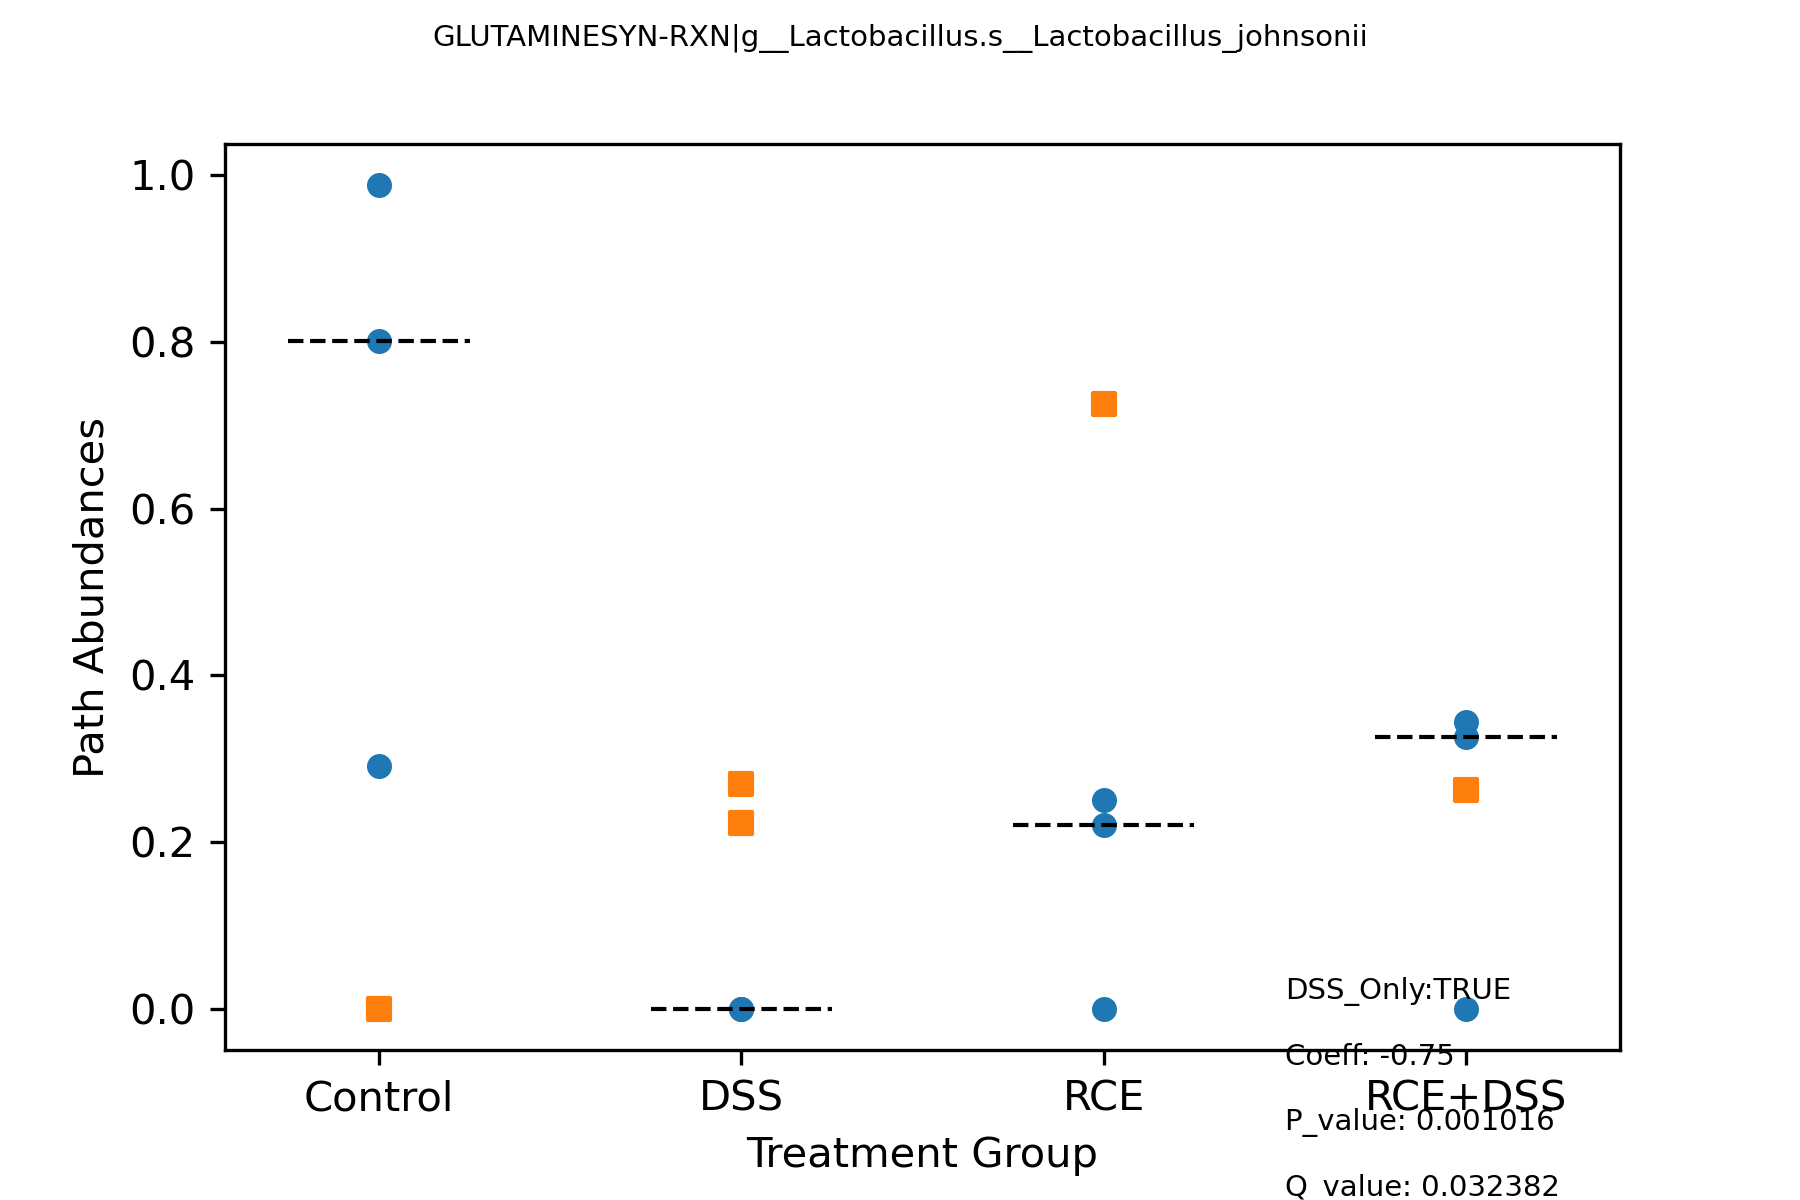 GLUTAMINESYN-RXN|g__Lactobacillus.s__Lactobacillus_johnsonii
Path Abundances
1.0
0.8
0.6
0.4
0.2
0.0
Control
DSS
RCE
RCE+DSS
Treatment Group
DSS_Only:TRUE
Coeff: -0.75
P_value: 0.001016
Q_value: 0.032382